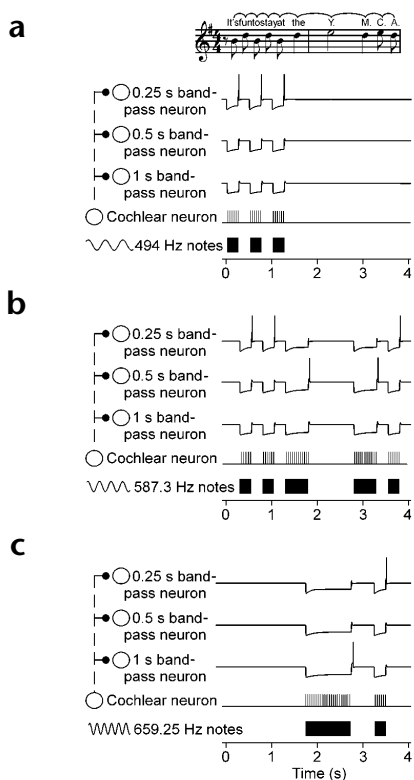 a
It'sfuntostayat the Y. M. C. A.
4
4
0.25 s band-
pass neuron
0.5 s band-
pass neuron
1 s band-
pass neuron
Cochlear neuron
494 Hz notes
0 1 2 3 4
b
0.25 s band-
pass neuron
0.5 s band-
pass neuron
1 s band-
pass neuron
Cochlear neuron
587.3 Hz notes
0 1 2 3 4
c
0.25 s band-
pass neuron
0.5 s band-
pass neuron
1 s band-
pass neuron
Cochlear neuron
659.25 Hz notes
0 1 2 3 4
Time (s)